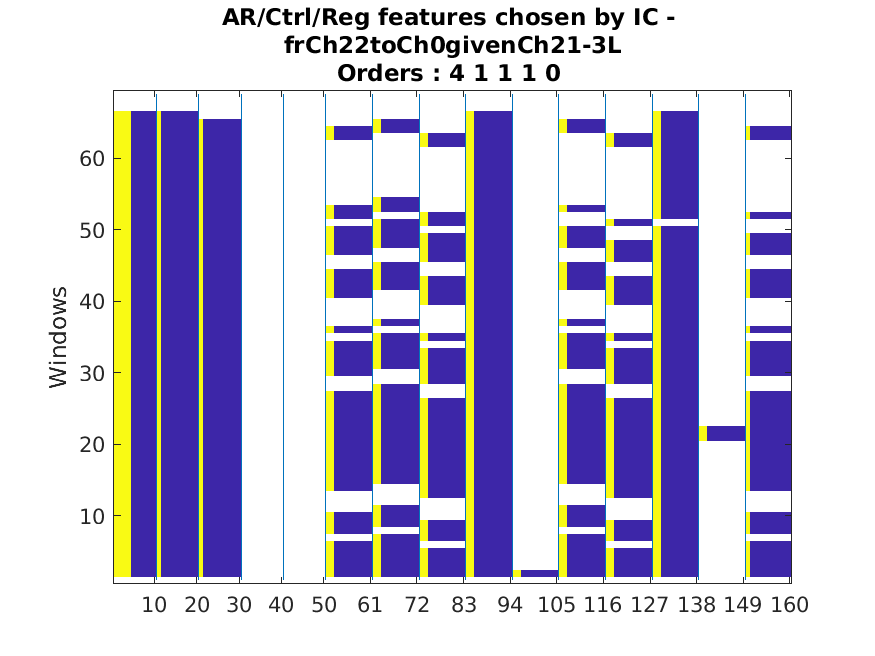 AR/Ctrl/Reg features chosen by IC -
frCh22toCh0givenCh21-3L
Orders : 4 1 1 1 0
Windows
60
50
40
30
20
10
10 20 30 40 50 61 72 83 94 105 116 127 138 149 160